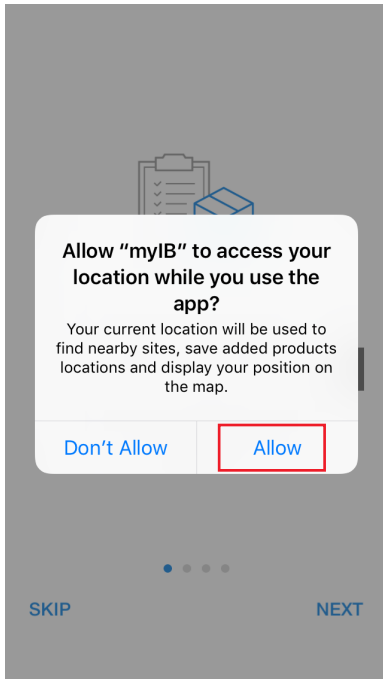 Allow “myIB” to access your
location while you use the
app?
Your current location will be used to
find nearby sites, save added products
locations and display your position on
the map.
Don’t Allow
Allow
SKIP
NEXT